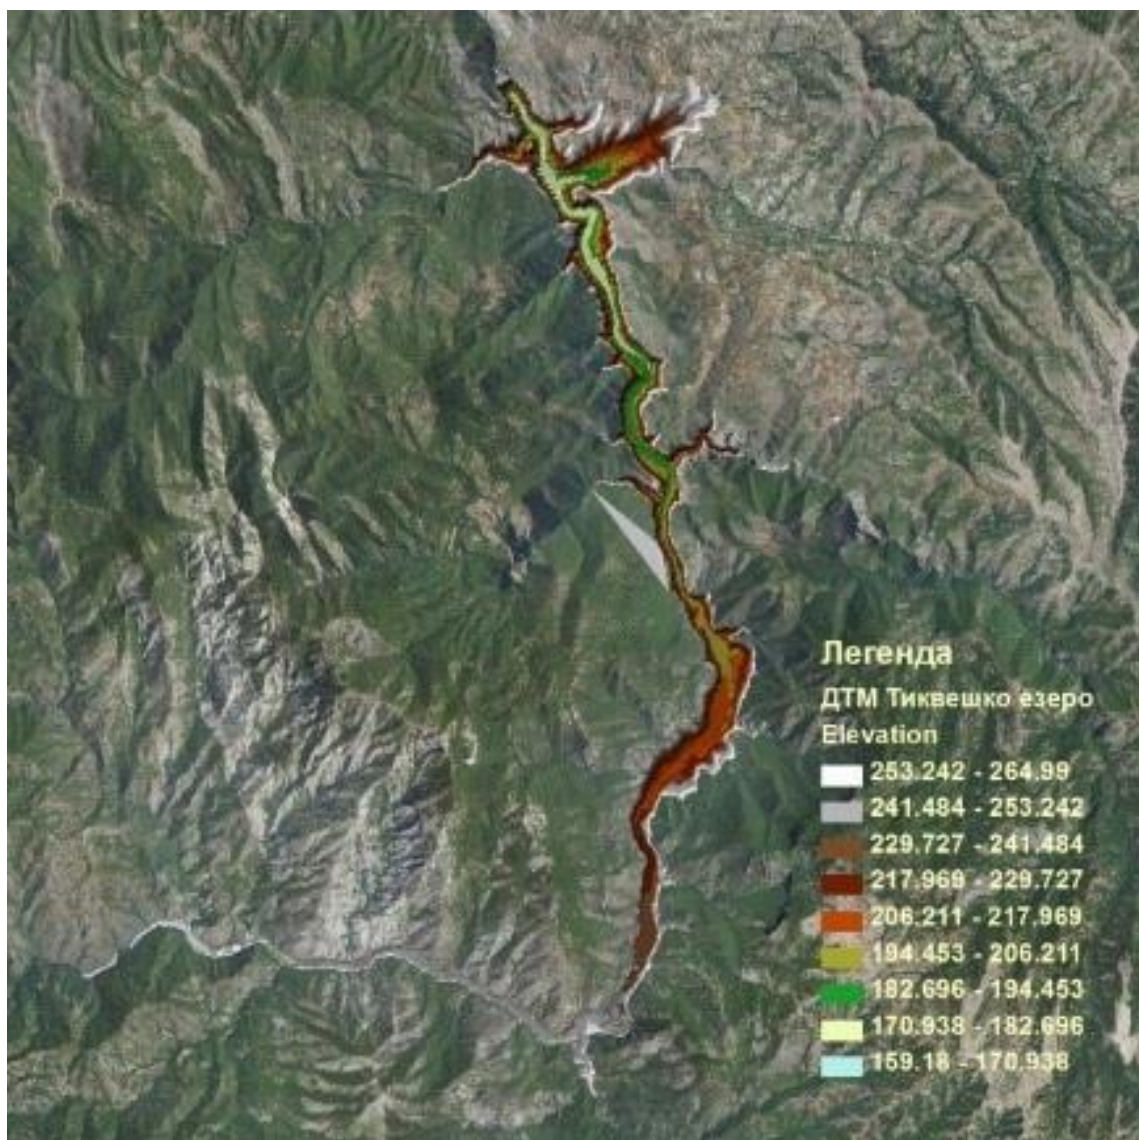 Легенда
ДТМ Тиквешко езеро
Elevation
253.242 - 264.99
241.484 - 253.242
229.727 - 241.484
217.969 - 229.727
206.211 - 217.969
194.453 - 206.211
182.696 - 194.453
170.938 - 182.696
159.18 - 170.938